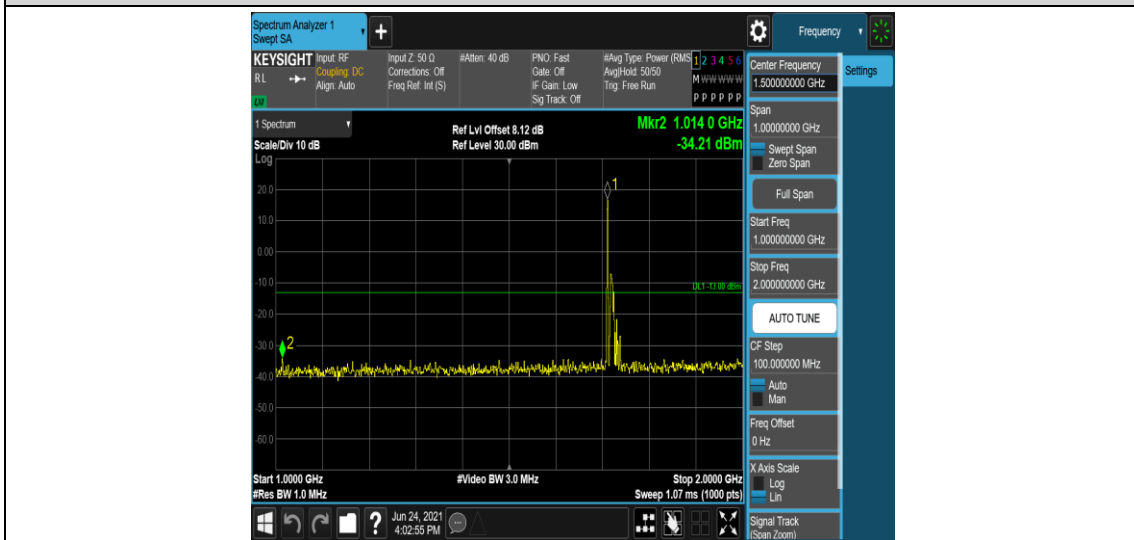 Spectrum Analyzer 1
Swept SA
+
Frequency
KEYSIGHT
RL
Input: RF
Coupling: DC
Align: Auto
Input Z: 50 Ω
Corrections: Off
Freq Ref: Int (S)
#Atten: 40 dB
PNO: Fast
Gate: Off
IF Gain: Low
Sig Track: Off
#Avg Type: Power (RMS
Avg|Hold: 50/50
Trig: Free Run
1 2 3 4 5 6
M W W W W W
P P P P P P
1 Spectrum
Scale/Div 10 dB
Log
Ref Lvl Offset 8.12 dB
Ref Level 30.00 dBm
Mkr2 1.014 0 GHz
-34.21 dBm
1
20.0
10.0
0.00
-10.0
DL1 -13.00 dBm
-20.0
-30.0
2
-40.0
-50.0
-60.0
Start 1.0000 GHz
#Res BW 1.0 MHz
#Video BW 3.0 MHz
Stop 2.0000 GHz
Sweep 1.07 ms (1000 pts)
?
Jun 24, 2021
4:02:55 PM
Settings
Center Frequency
1.500000000 GHz
Span
1.00000000 GHz
Swept Span
Zero Span
Full Span
Start Freq
1.000000000 GHz
Stop Freq
2.000000000 GHz
AUTO TUNE
CF Step
100.000000 MHz
Auto
Man
Freq Offset
0 Hz
X Axis Scale
Log
Lin
Signal Track
(Span Zoom)